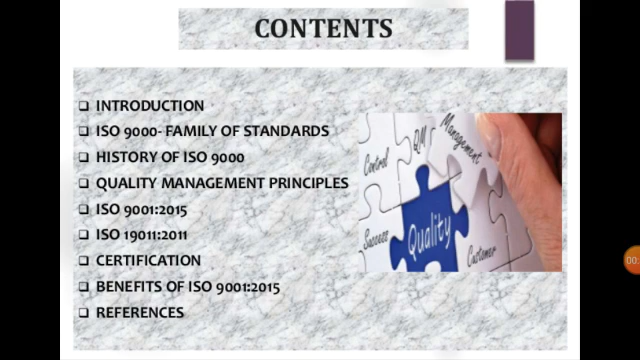 CONTENTS
❑ INTRODUCTION
❑ ISO 9000- FAMILY OF STANDARDS
❑ HISTORY OF ISO 9000
❑ QUALITY MANAGEMENT PRINCIPLES
❑ ISO 9001:2015
❑ ISO 19011:2011
❑ CERTIFICATION
❑ BENEFITS OF ISO 9001:2015
❑ REFERENCES
Control
QM
Management
Success
Quality
Customer